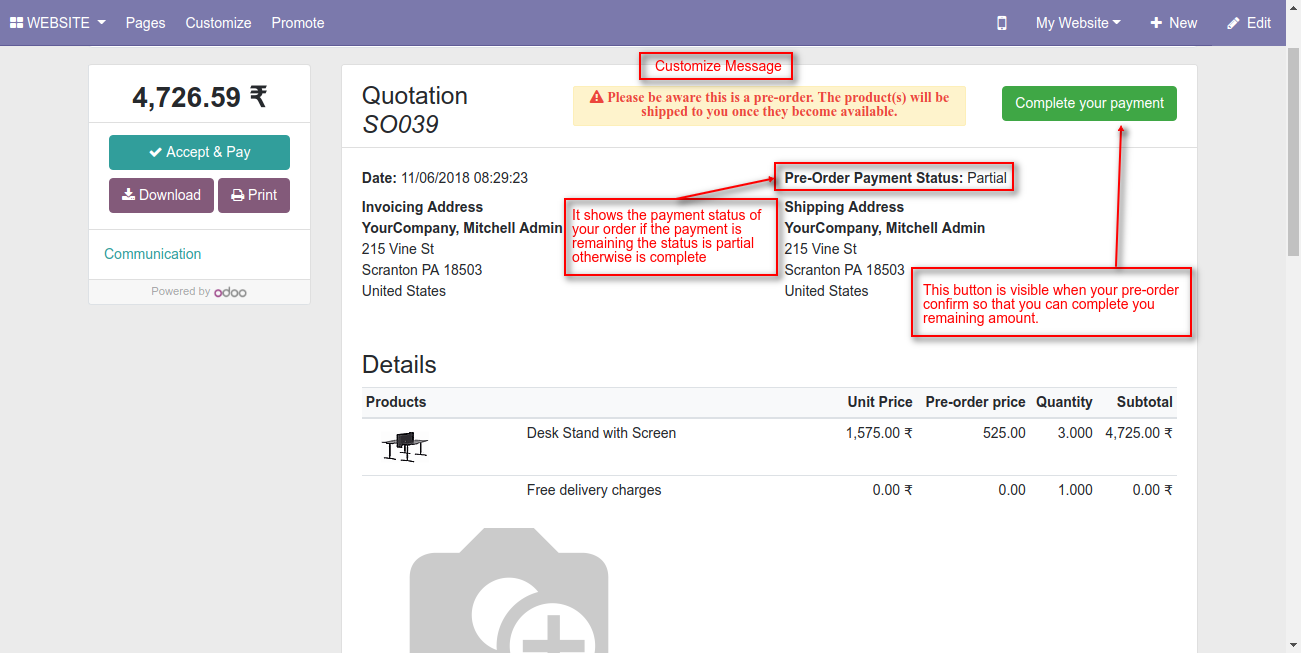 WEBSITE Pages Customize Promote My Website New Edit
4,726.59 ₹
Accept & Pay
Download Print
Communication
Powered by odoo
Customize Message
Quotation
SO039
Please be aware this is a pre-order. The product(s) will be
shipped to you once they become available.
Complete your payment
Date: 11/06/2018 08:29:23
Pre-Order Payment Status: Partial
Invoicing Address
YourCompany, Mitchell Admin
215 Vine St
Scranton PA 18503
United States
It shows the payment status of
your order if the payment is
remaining the status is partial
otherwise is complete
Shipping Address
YourCompany, Mitchell Admin
215 Vine St
Scranton PA 18503
United States
This button is visible when your pre-order
confirm so that you can complete you
remaining amount.
Details
Products Unit Price Pre-order price Quantity Subtotal
Desk Stand with Screen 1,575.00 ₹ 525.00 3.000 4,725.00 ₹
Free delivery charges 0.00 ₹ 0.00 1.000 0.00 ₹